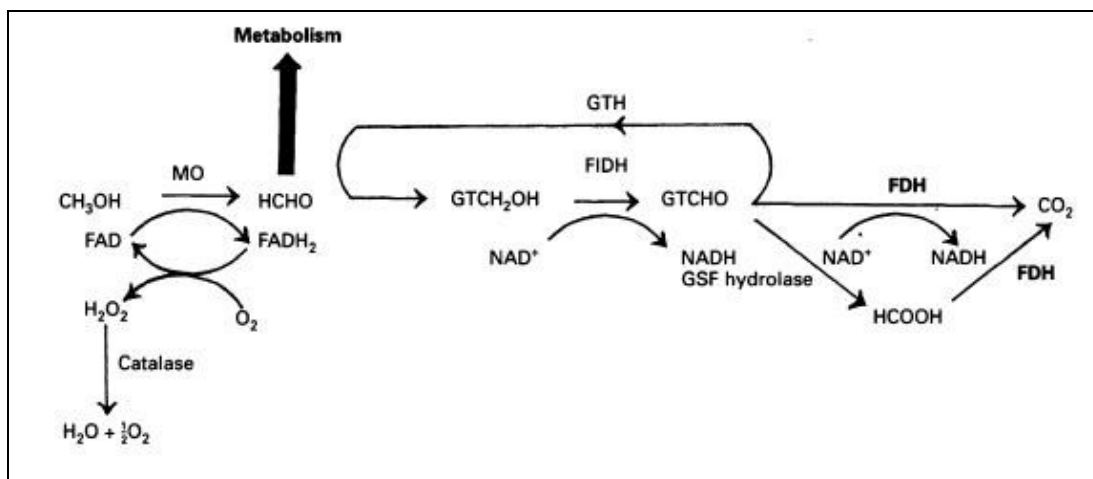 Metabolism
GTH
MO
FIDH
FDH
CH₃OH
HCHO
GTCH₂OH
GTCHO
CO₂
FAD
FADH₂
NAD⁺
NADH
NAD⁺
NADH
GSF hydrolase
FDH
H₂O₂
O₂
HCOOH
Catalase
H₂O + ½O₂